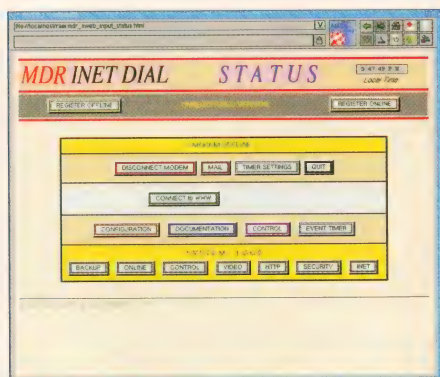 MDR INET DIAL STATUS
Local Time
REGISTER OFFLINE
REGISTER ONLINE
DISCONNECT MODEM MAIL TIMER SETTINGS QUIT
CONNECT to WWW
CONFIGURATION DOCUMENTATION CONTROL EVENT TIMER
BACKUP ONLINE CONTROL VIDEO HTTP SECURITY INET